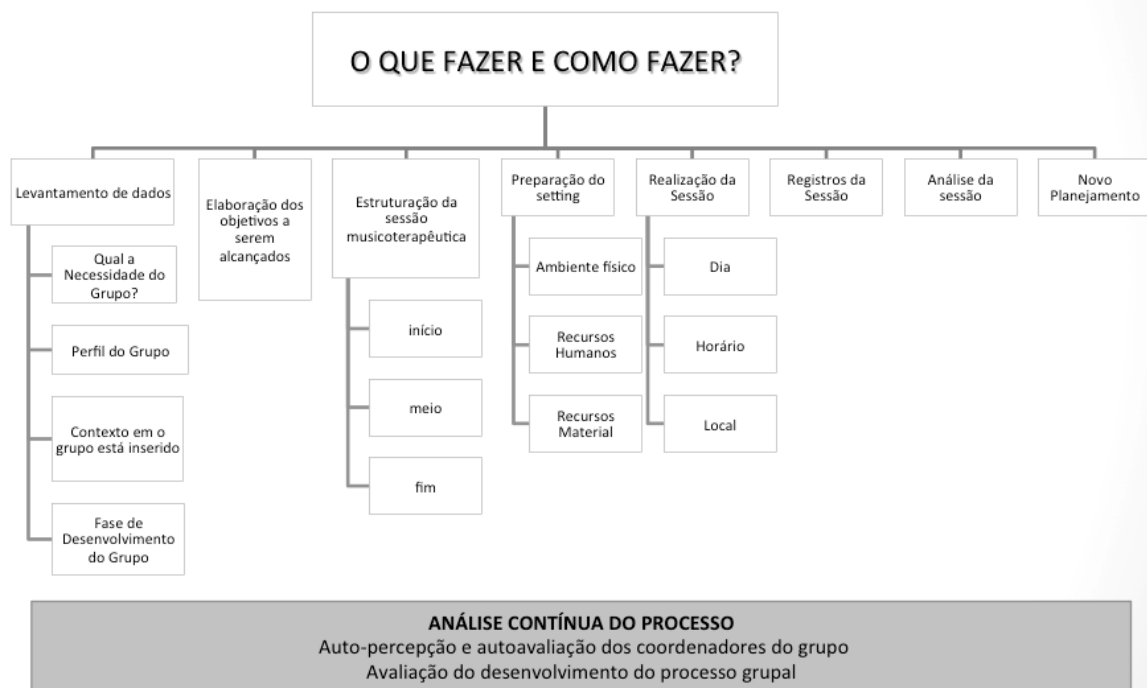 O QUE FAZER E COMO FAZER?
Levantamento de dados
Qual a
Necessidade do
Grupo?
Perfil do Grupo
Contexto em o
grupo está inserido
Fase de
Desenvolvimento
do Grupo
Elaboração dos
objetivos a
serem
alcançados
Estruturação da
sessão
musicoterapêutica
início
meio
fim
Preparação do
setting
Ambiente físico
Recursos
Humanos
Recursos
Material
Realização da
Sessão
Dia
Horário
Local
Registros da
Sessão
Análise da
sessão
Novo
Planejamento
ANÁLISE CONTÍNUA DO PROCESSO
Auto-percepção e autoavaliação dos coordenadores do grupo
Avaliação do desenvolvimento do processo grupal